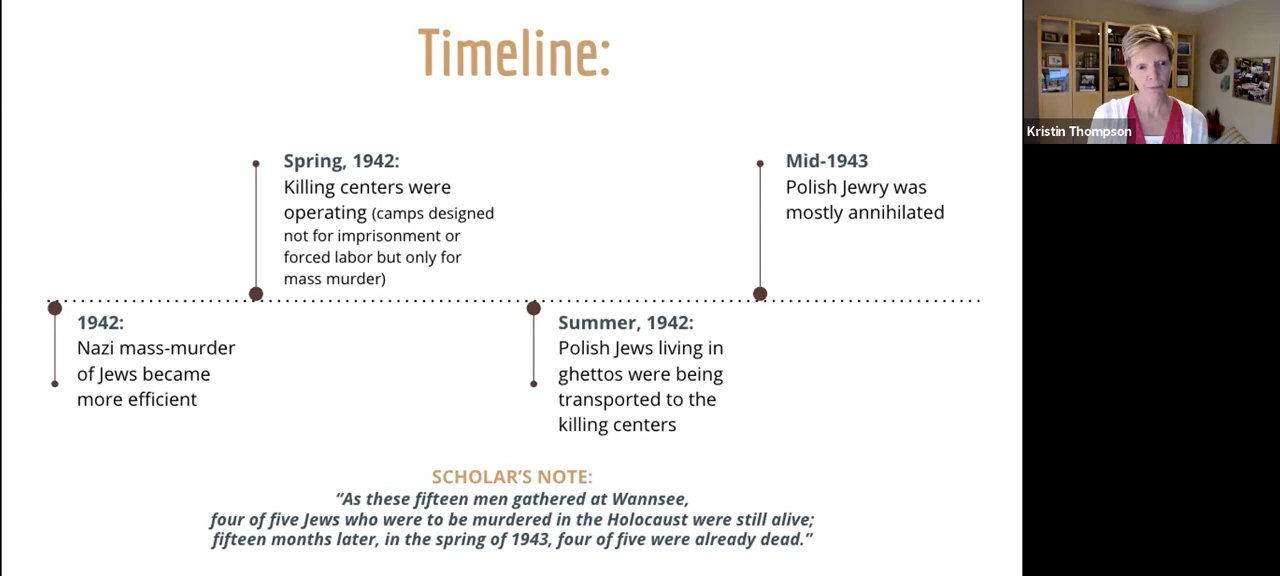 Timeline:
Kristin Thompson
Spring, 1942:
Killing centers were
operating (camps designed
not for imprisonment or
forced labor but only for
mass murder)
Mid-1943
Polish Jewry was
mostly annihilated
1942:
Nazi mass-murder
of Jews became
more efficient
Summer, 1942:
Polish Jews living in
ghettos were being
transported to the
killing centers
SCHOLAR’S NOTE:
“As these fifteen men gathered at Wannsee,
four of five Jews who were to be murdered in the Holocaust were still alive;
fifteen months later, in the spring of 1943, four of five were already dead.”